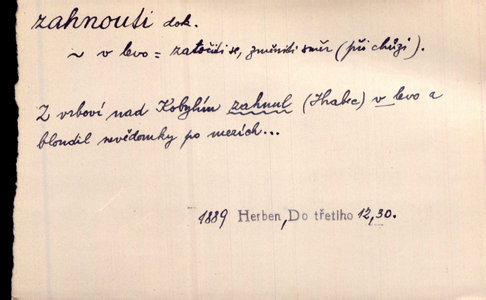 zahnouti dok.
~ v levo = zatočiti se, změniti směr (při chůzi).
Z vrboví nad Kobylím zahnul (Hrabec) v levo a
bloudil nevědomky po mezích...
1889 Herben, Do třetího 12,30.